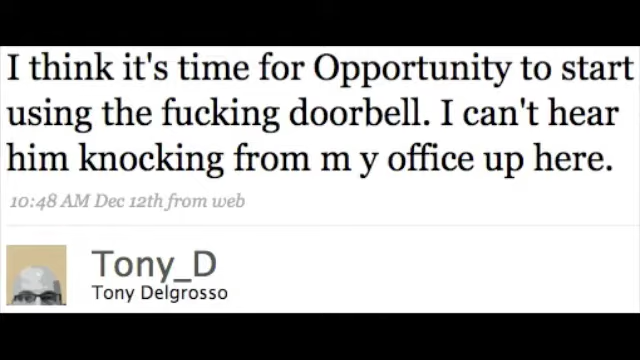 I think it's time for Opportunity to start
using the fucking doorbell. I can't hear
him knocking from m y office up here.
10:48 AM Dec 12th from web
Tony_D
Tony Delgrosso